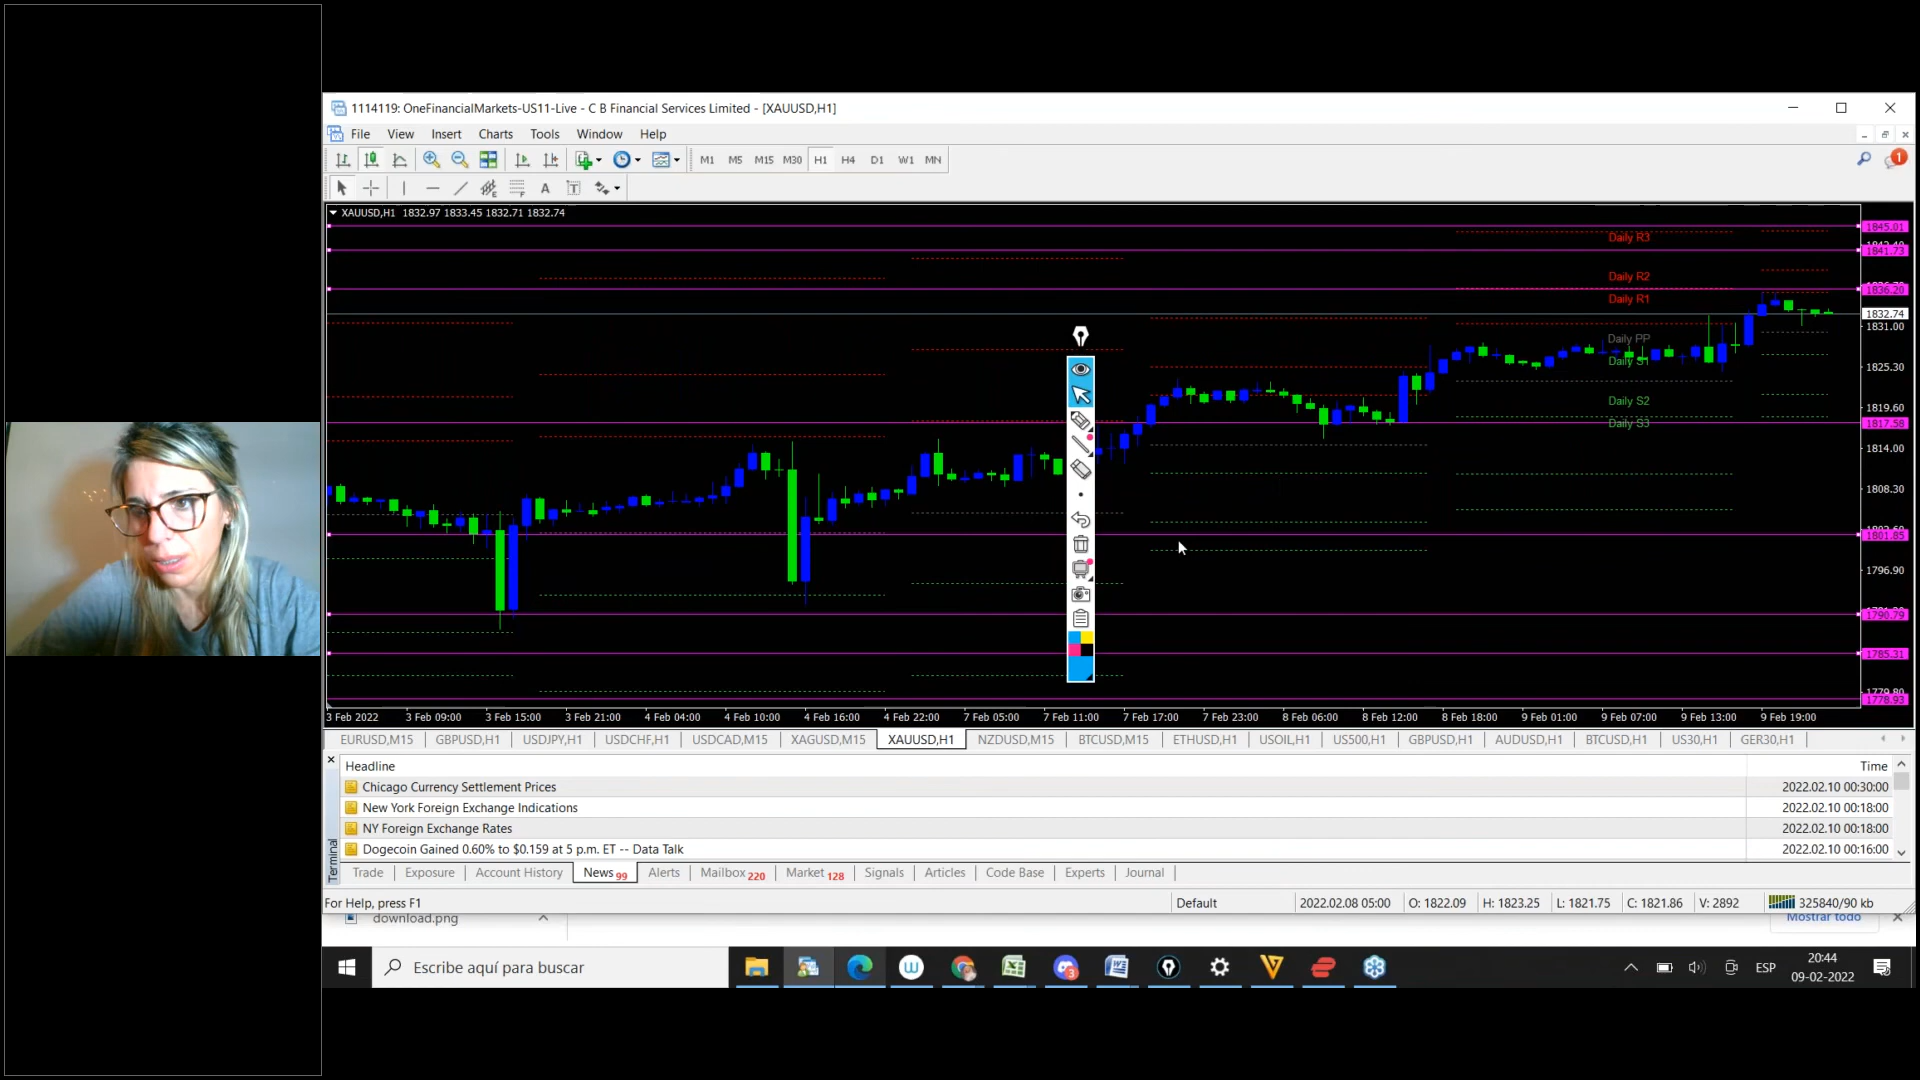 1114119: OneFinancialMarkets-US11-Live - C B Financial Services Limited - [XAUUSD,H1]
File View Insert Charts Tools Window Help
M1 M5 M15 M30 H1 H4 D1 W1 MN
1
A T
XAUUSD,H1 1832.97 1833.45 1832.71 1832.74
1845.01
Daily R3
1841.73
Daily R2
1836.20
Daily R1
1832.74
1831.00
Daily PP
Daily S1
1825.30
Daily S2
1819.60
Daily S3
1817.58
1814.00
1808.30
1801.85
1796.90
1790.79
1785.31
1779.80
1778.93
3 Feb 2022 3 Feb 09:00 3 Feb 15:00 3 Feb 21:00 4 Feb 04:00 4 Feb 10:00 4 Feb 16:00 4 Feb 22:00 7 Feb 05:00 7 Feb 11:00 7 Feb 17:00 7 Feb 23:00 8 Feb 06:00 8 Feb 12:00 8 Feb 18:00 9 Feb 01:00 9 Feb 07:00 9 Feb 13:00 9 Feb 19:00
EURUSD,M15 GBPUSD,H1 USDJPY,H1 USDCHF,H1 USDCAD,M15 XAGUSD,M15 XAUUSD,H1 NZDUSD,M15 BTCUSD,M15 ETHUSD,H1 USOIL,H1 US500,H1 GBPUSD,H1 AUDUSD,H1 BTCUSD,H1 US30,H1 GER30,H1
Headline Time
Chicago Currency Settlement Prices 2022.02.10 00:30:00
New York Foreign Exchange Indications 2022.02.10 00:18:00
NY Foreign Exchange Rates 2022.02.10 00:18:00
Dogecoin Gained 0.60% to $0.159 at 5 p.m. ET -- Data Talk 2022.02.10 00:16:00
Terminal
Trade Exposure Account History News 99 Alerts Mailbox 220 Market 128 Signals Articles Code Base Experts Journal
For Help, press F1 Default 2022.02.08 05:00 O: 1822.09 H: 1823.25 L: 1821.75 C: 1821.86 V: 2892 325840/90 kb
download.png Mostrar todo
Escribe aquí para buscar ESP 20:44
09-02-2022